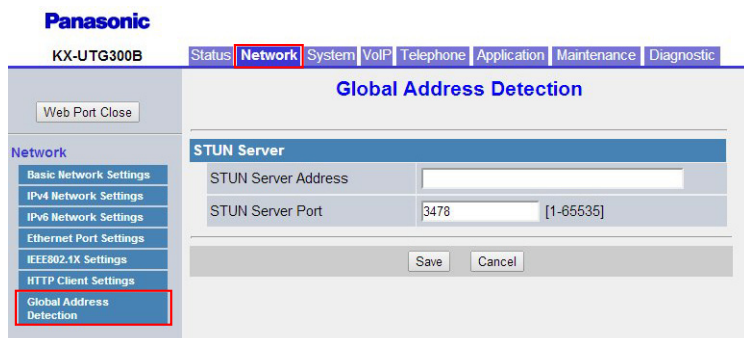 Panasonic
KX-UTG300B
Status Network System VoIP Telephone Application Maintenance Diagnostic
Web Port Close
Network
Basic Network Settings
IPv4 Network Settings
IPv6 Network Settings
Ethernet Port Settings
IEEE802.1X Settings
HTTP Client Settings
Global Address
Detection
Global Address Detection
STUN Server
STUN Server Address
STUN Server Port 3478 [1-65535]
Save Cancel